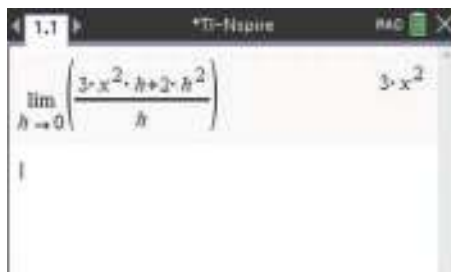 1.1 *TI-Nspire RAD
lim h→0 (3·x²·h+2·h² / h) 3·x²